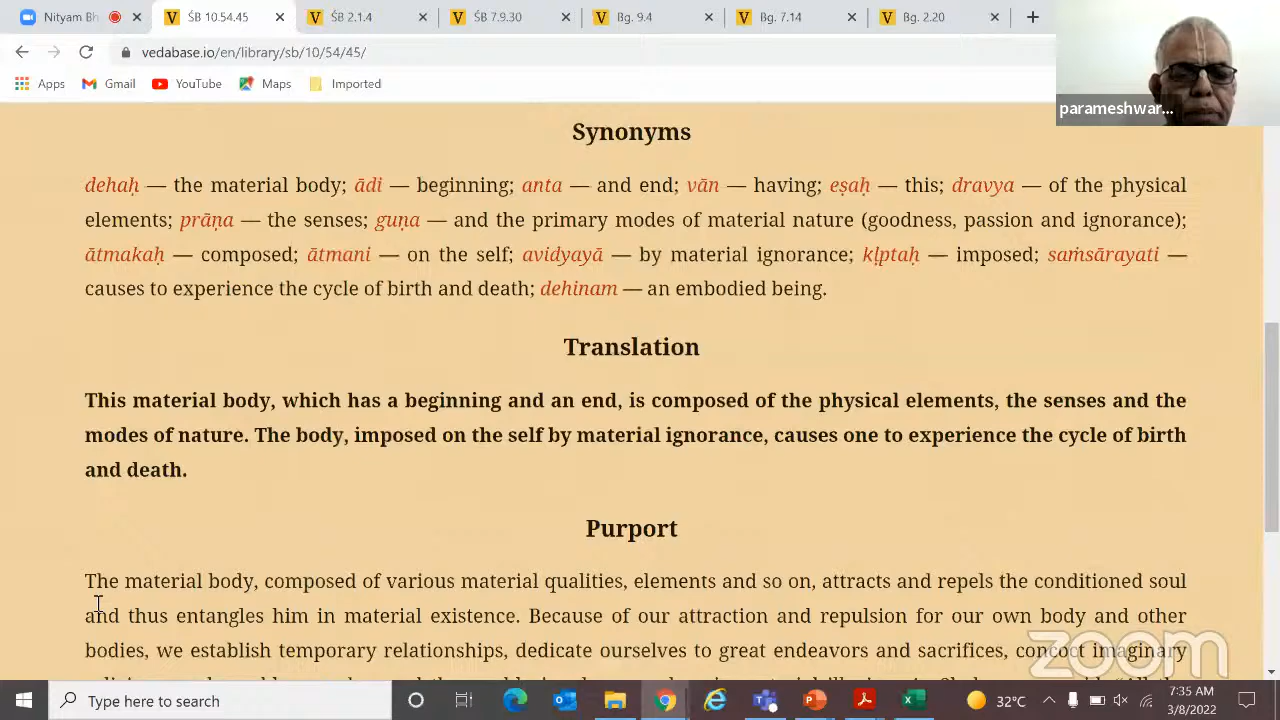 Nityam Bh
ŚB 10.54.45
ŚB 2.1.4
ŚB 7.9.30
Bg. 9.4
Bg. 7.14
Bg. 2.20
vedabase.io/en/library/sb/10/54/45/
Apps Gmail YouTube Maps Imported
parameshwar...
Synonyms
dehaḥ — the material body; ādi — beginning; anta — and end; vān — having; eṣaḥ — this; dravya — of the physical
elements; prāṇa — the senses; guṇa — and the primary modes of material nature (goodness, passion and ignorance);
ātmakaḥ — composed; ātmani — on the self; avidyayā — by material ignorance; kḷptaḥ — imposed; saṁsārayati —
causes to experience the cycle of birth and death; dehinam — an embodied being.
Translation
This material body, which has a beginning and an end, is composed of the physical elements, the senses and the
modes of nature. The body, imposed on the self by material ignorance, causes one to experience the cycle of birth
and death.
Purport
The material body, composed of various material qualities, elements and so on, attracts and repels the conditioned soul
and thus entangles him in material existence. Because of our attraction and repulsion for our own body and other
bodies, we establish temporary relationships, dedicate ourselves to great endeavors and sacrifices, concoct imaginary
zoom
Type here to search
32°C
7:35 AM
3/8/2022